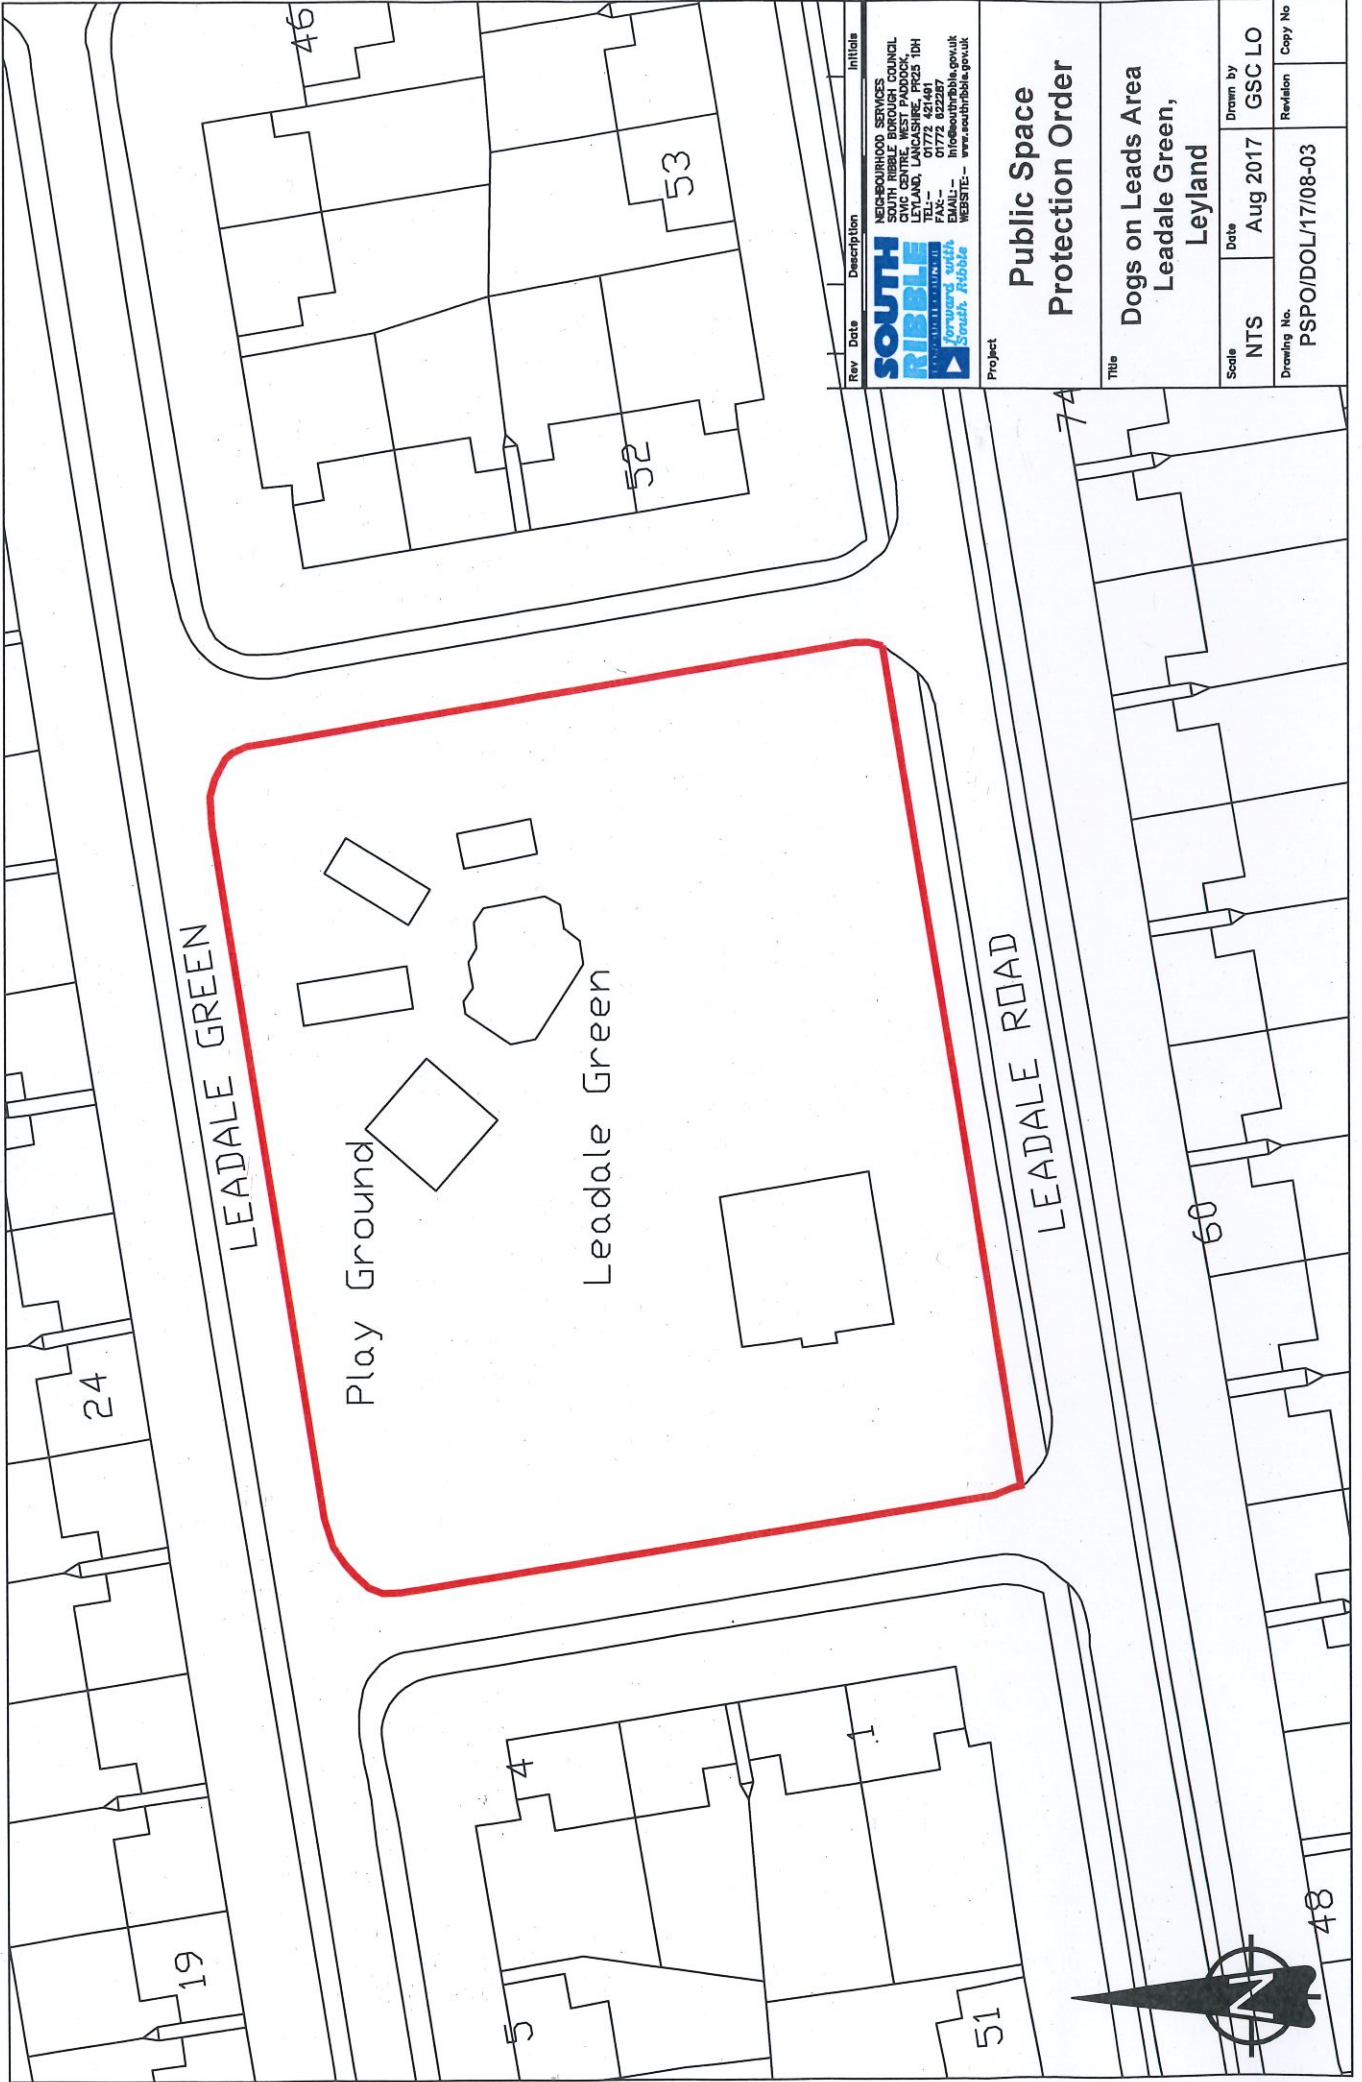 LEADALE GREEN
Play Ground
Leadale Green
LEADALE ROAD
46
53
52
74
60
24
19
4
1
5
51
48
N
Rev Date Description Initials
SOUTH
RIBBLE
BOROUGH COUNCIL
forward with
South Ribble
NEIGHBOURHOOD SERVICES
SOUTH RIBBLE BOROUGH COUNCIL
CIVIC CENTRE, WEST PADDOCK,
LEYLAND, LANCASHIRE, PR25 1DH
TEL:- 01772 421491
FAX:- 01772 622287
EMAIL:- info@southribble.gov.uk
WEBSITE:- www.southribble.gov.uk
Project
Public Space
Protection Order
Title
Dogs on Leads Area
Leadale Green,
Leyland
Scale NTS
Date Aug 2017
Drawn by GSC LO
Drawing No. PSPO/DOL/17/08-03
Revision
Copy No